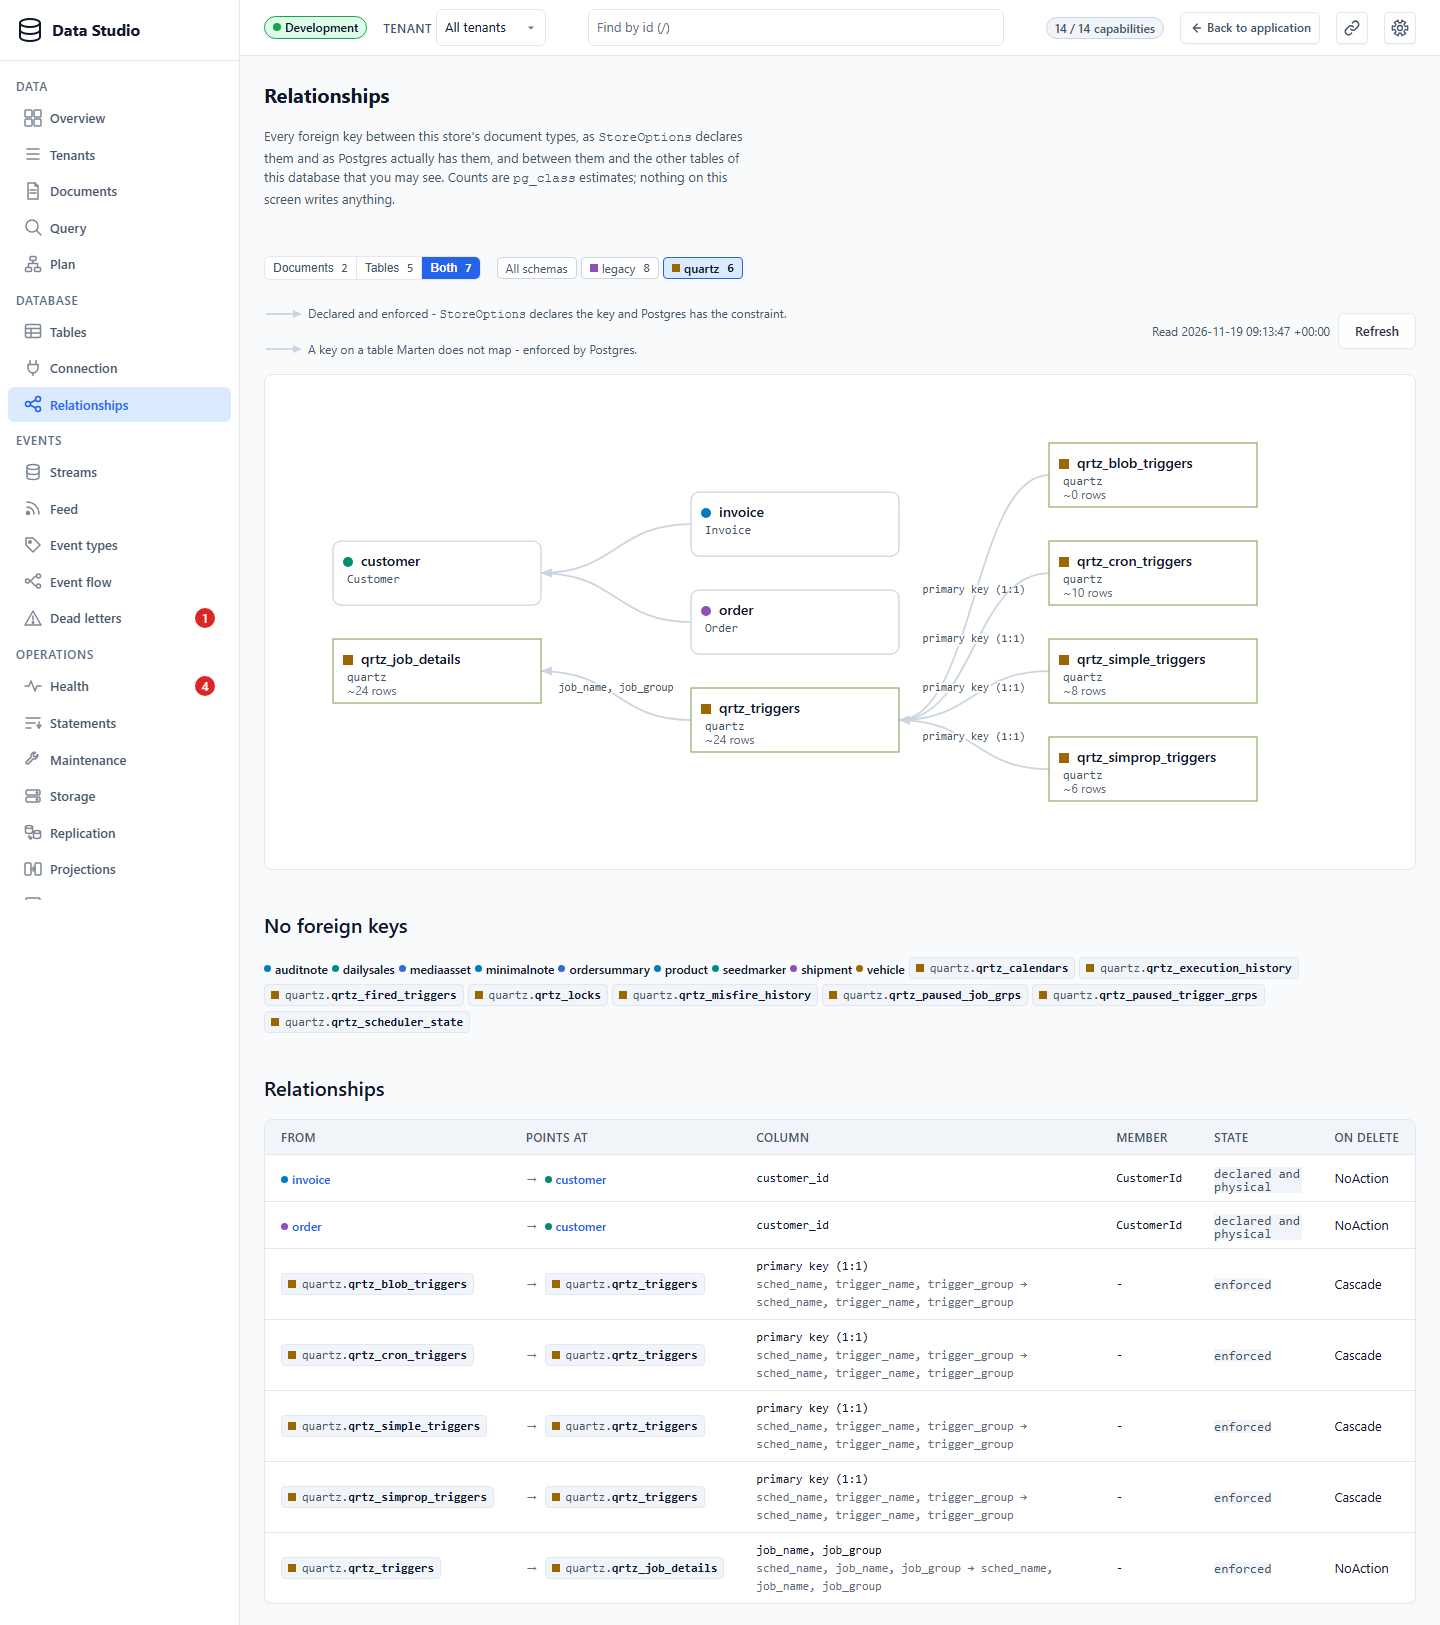 Data Studio
Development
TENANT
All tenants
Find by id (/)
14 / 14 capabilities
← Back to application
DATA
Overview
Tenants
Documents
Query
Plan
DATABASE
Tables
Connection
Relationships
EVENTS
Streams
Feed
Event types
Event flow
Dead letters 1
OPERATIONS
Health 4
Statements
Maintenance
Storage
Replication
Projections
Relationships
Every foreign key between this store's document types, as StoreOptions declares
them and as Postgres actually has them, and between them and the other tables of
this database that you may see. Counts are pg_class estimates; nothing on this
screen writes anything.
Documents 2 Tables 5 Both 7 All schemas legacy 8 quartz 6
Declared and enforced - StoreOptions declares the key and Postgres has the constraint.
A key on a table Marten does not map - enforced by Postgres.
Read 2026-11-19 09:13:47 +00:00
Refresh
customer
Customer
qrtz_job_details
quartz
~24 rows
job_name, job_group
invoice
Invoice
order
Order
qrtz_triggers
quartz
~24 rows
primary key (1:1)
primary key (1:1)
primary key (1:1)
primary key (1:1)
qrtz_blob_triggers
quartz
~0 rows
qrtz_cron_triggers
quartz
~10 rows
qrtz_simple_triggers
quartz
~8 rows
qrtz_simprop_triggers
quartz
~6 rows
No foreign keys
auditnote dailysales mediaasset minimalnote ordersummary product seedmarker shipment vehicle quartz.qrtz_calendars quartz.qrtz_execution_history
quartz.qrtz_fired_triggers quartz.qrtz_locks quartz.qrtz_misfire_history quartz.qrtz_paused_job_grps quartz.qrtz_paused_trigger_grps
quartz.qrtz_scheduler_state
Relationships
FROM POINTS AT COLUMN MEMBER STATE ON DELETE
invoice → customer customer_id CustomerId declared and physical NoAction
order → customer customer_id CustomerId declared and physical NoAction
quartz.qrtz_blob_triggers → quartz.qrtz_triggers primary key (1:1)
sched_name, trigger_name, trigger_group →
sched_name, trigger_name, trigger_group
- enforced Cascade
quartz.qrtz_cron_triggers → quartz.qrtz_triggers primary key (1:1)
sched_name, trigger_name, trigger_group →
sched_name, trigger_name, trigger_group
- enforced Cascade
quartz.qrtz_simple_triggers → quartz.qrtz_triggers primary key (1:1)
sched_name, trigger_name, trigger_group →
sched_name, trigger_name, trigger_group
- enforced Cascade
quartz.qrtz_simprop_triggers → quartz.qrtz_triggers primary key (1:1)
sched_name, trigger_name, trigger_group →
sched_name, trigger_name, trigger_group
- enforced Cascade
quartz.qrtz_triggers → quartz.qrtz_job_details job_name, job_group
sched_name, job_name, job_group → sched_name,
job_name, job_group
- enforced NoAction